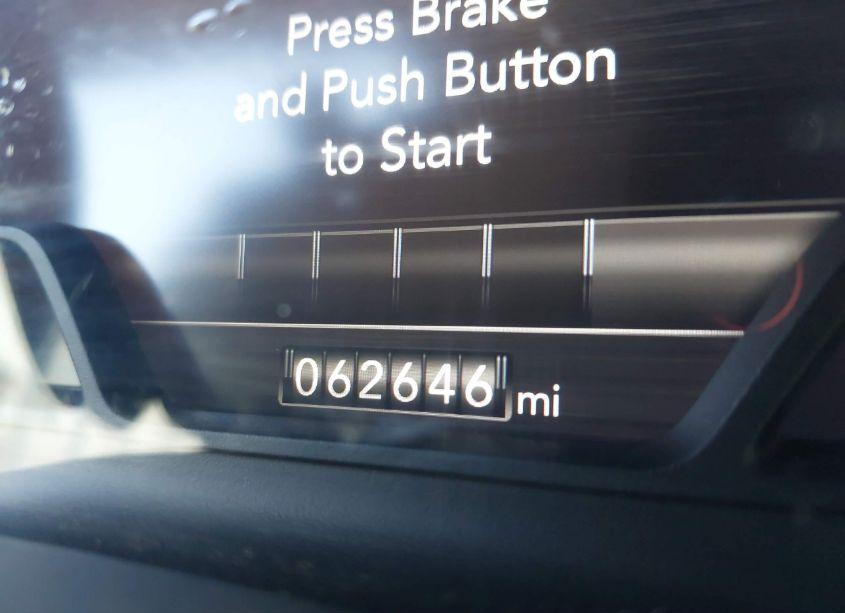 Press Brake
and Push Button
to Start
062646 mi